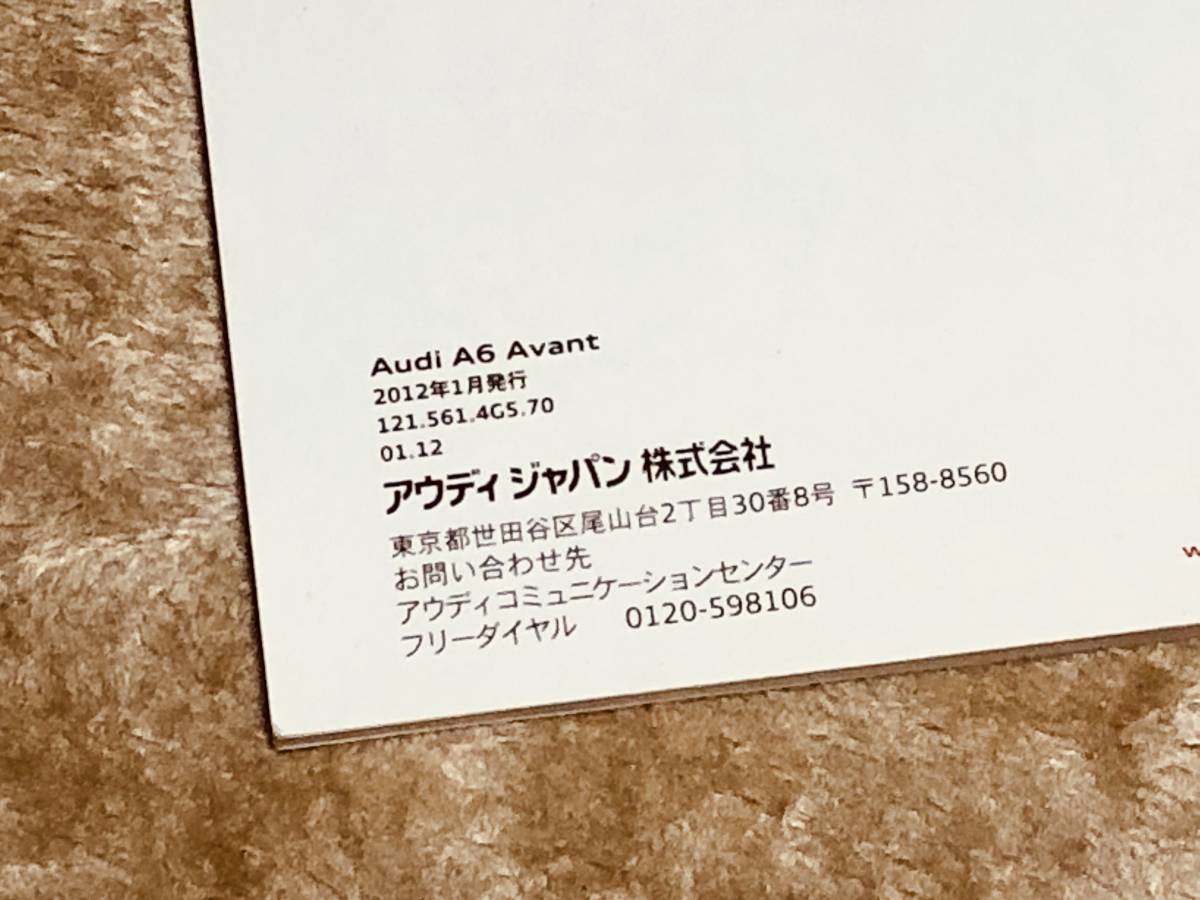 Audi A6 Avant
2012年1月発行
121.561.4G5.70
01.12
アウディ ジャパン 株式会社
東京都世田谷区尾山台2丁目30番8号 〒158-8560
お問い合わせ先
アウディコミュニケーションセンター
フリーダイヤル 0120-598106